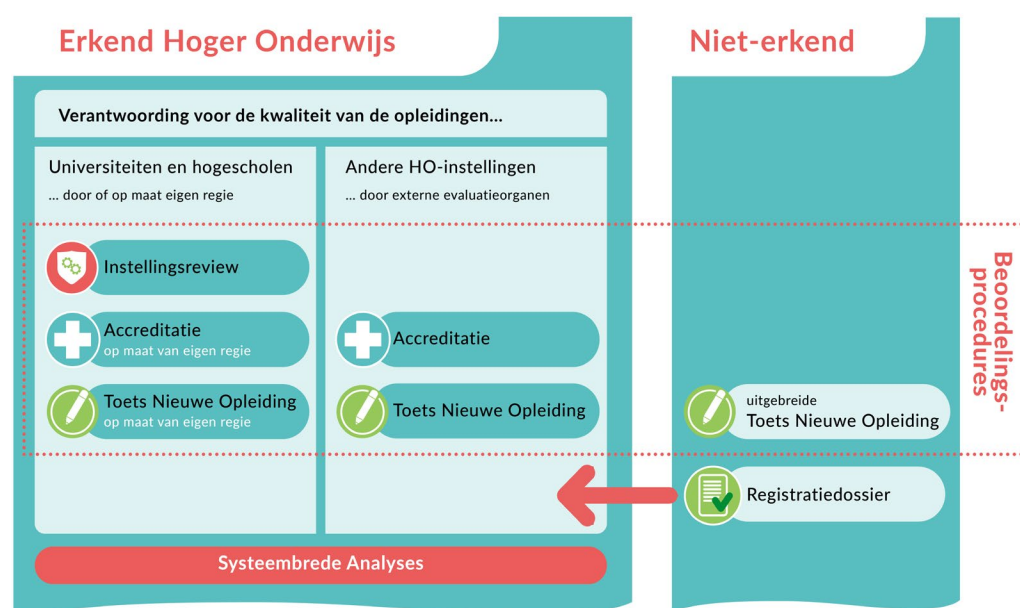 Erkend Hoger Onderwijs
Verantwoording voor de kwaliteit van de opleidingen...
Universiteiten en hogescholen
... door of op maat eigen regie
Instellingsreview
Accreditatie
op maat van eigen regie
Toets Nieuwe Opleiding
op maat van eigen regie
Andere HO-instellingen
... door externe evaluatieorganen
Accreditatie
Toets Nieuwe Opleiding
Systeembrede Analyses
Niet-erkend
uitgebreide
Toets Nieuwe Opleiding
Registratiedossier
Beoordelings-
procedures